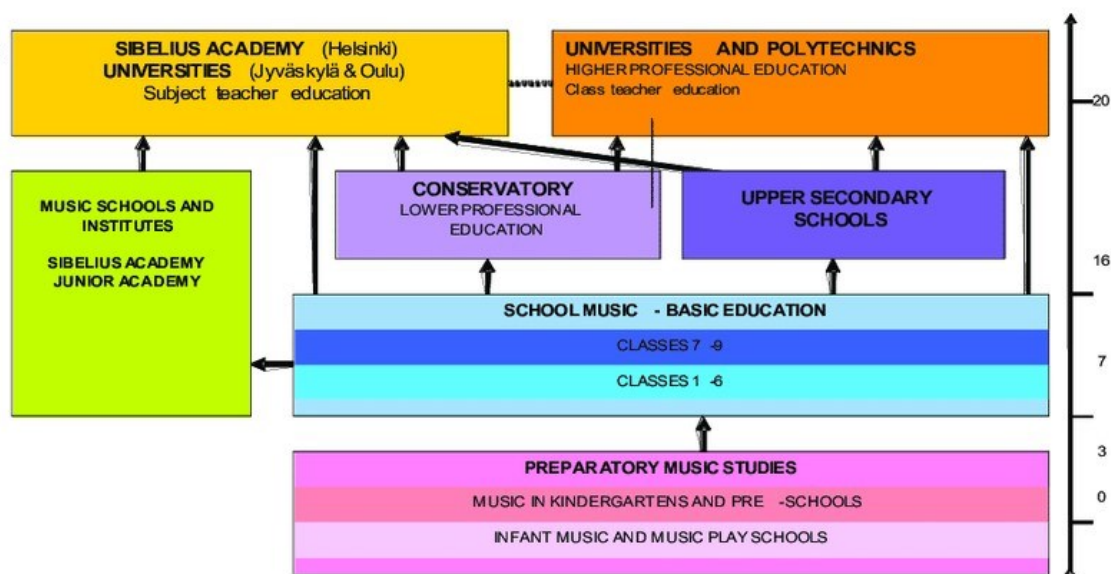 SIBELIUS ACADEMY (Helsinki)
UNIVERSITIES (Jyväskylä & Oulu)
Subject teacher education
UNIVERSITIES AND POLYTECHNICS
HIGHER PROFESSIONAL EDUCATION
Class teacher education
20
MUSIC SCHOOLS AND
INSTITUTES
SIBELIUS ACADEMY
JUNIOR ACADEMY
CONSERVATORY
LOWER PROFESSIONAL
EDUCATION
UPPER SECONDARY
SCHOOLS
16
SCHOOL MUSIC - BASIC EDUCATION
CLASSES 7 -9
7
CLASSES 1 -6
3
PREPARATORY MUSIC STUDIES
MUSIC IN KINDERGARTENS AND PRE -SCHOOLS
0
INFANT MUSIC AND MUSIC PLAY SCHOOLS